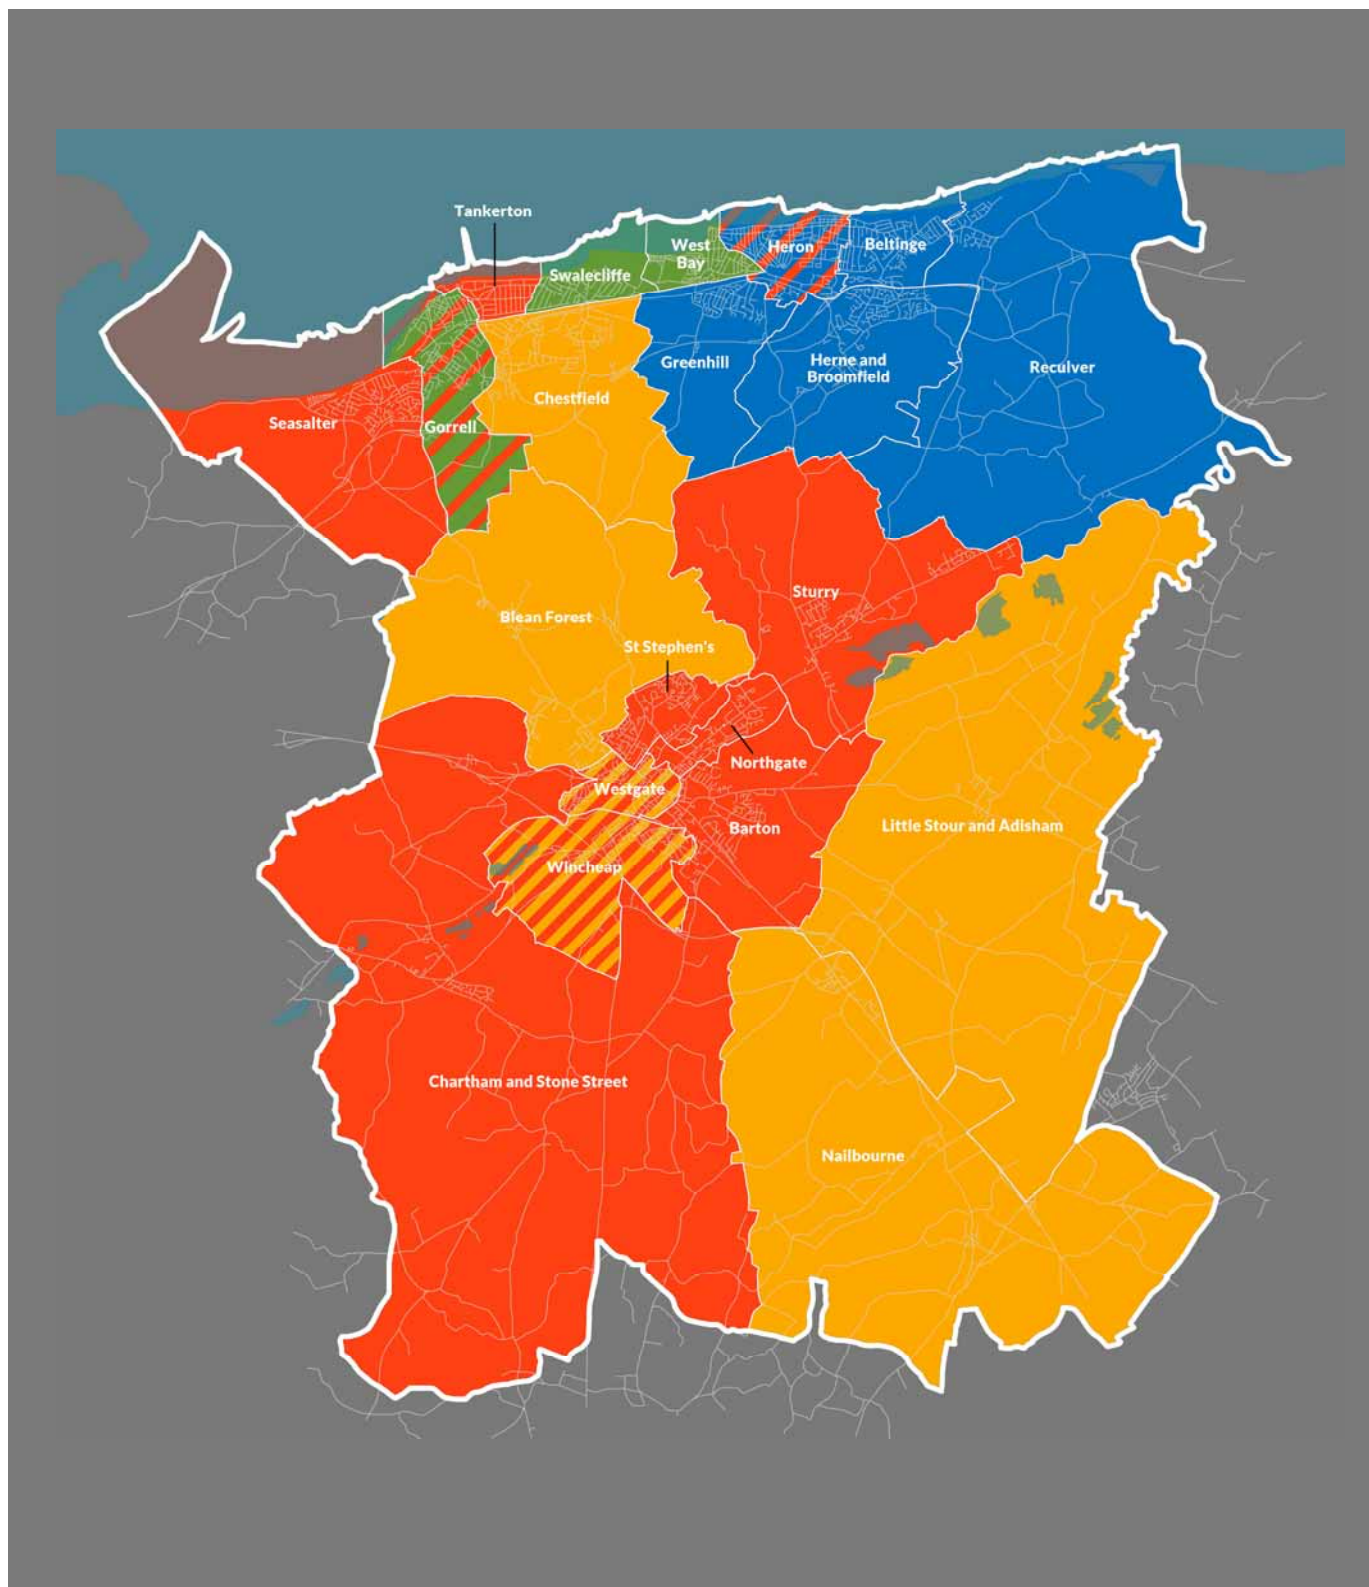 Tankerton
Heron
Beltinge
West
Bay
Swalecliffe
Herne and
Broomfield
Greenhill
Reculver
Chestfield
Seasalter
Gorrell
Sturry
Blean Forest
St Stephen's
Northgate
Westgate
Barton
Little Stour and Adisham
Wincheap
Chartham and Stone Street
Nailbourne